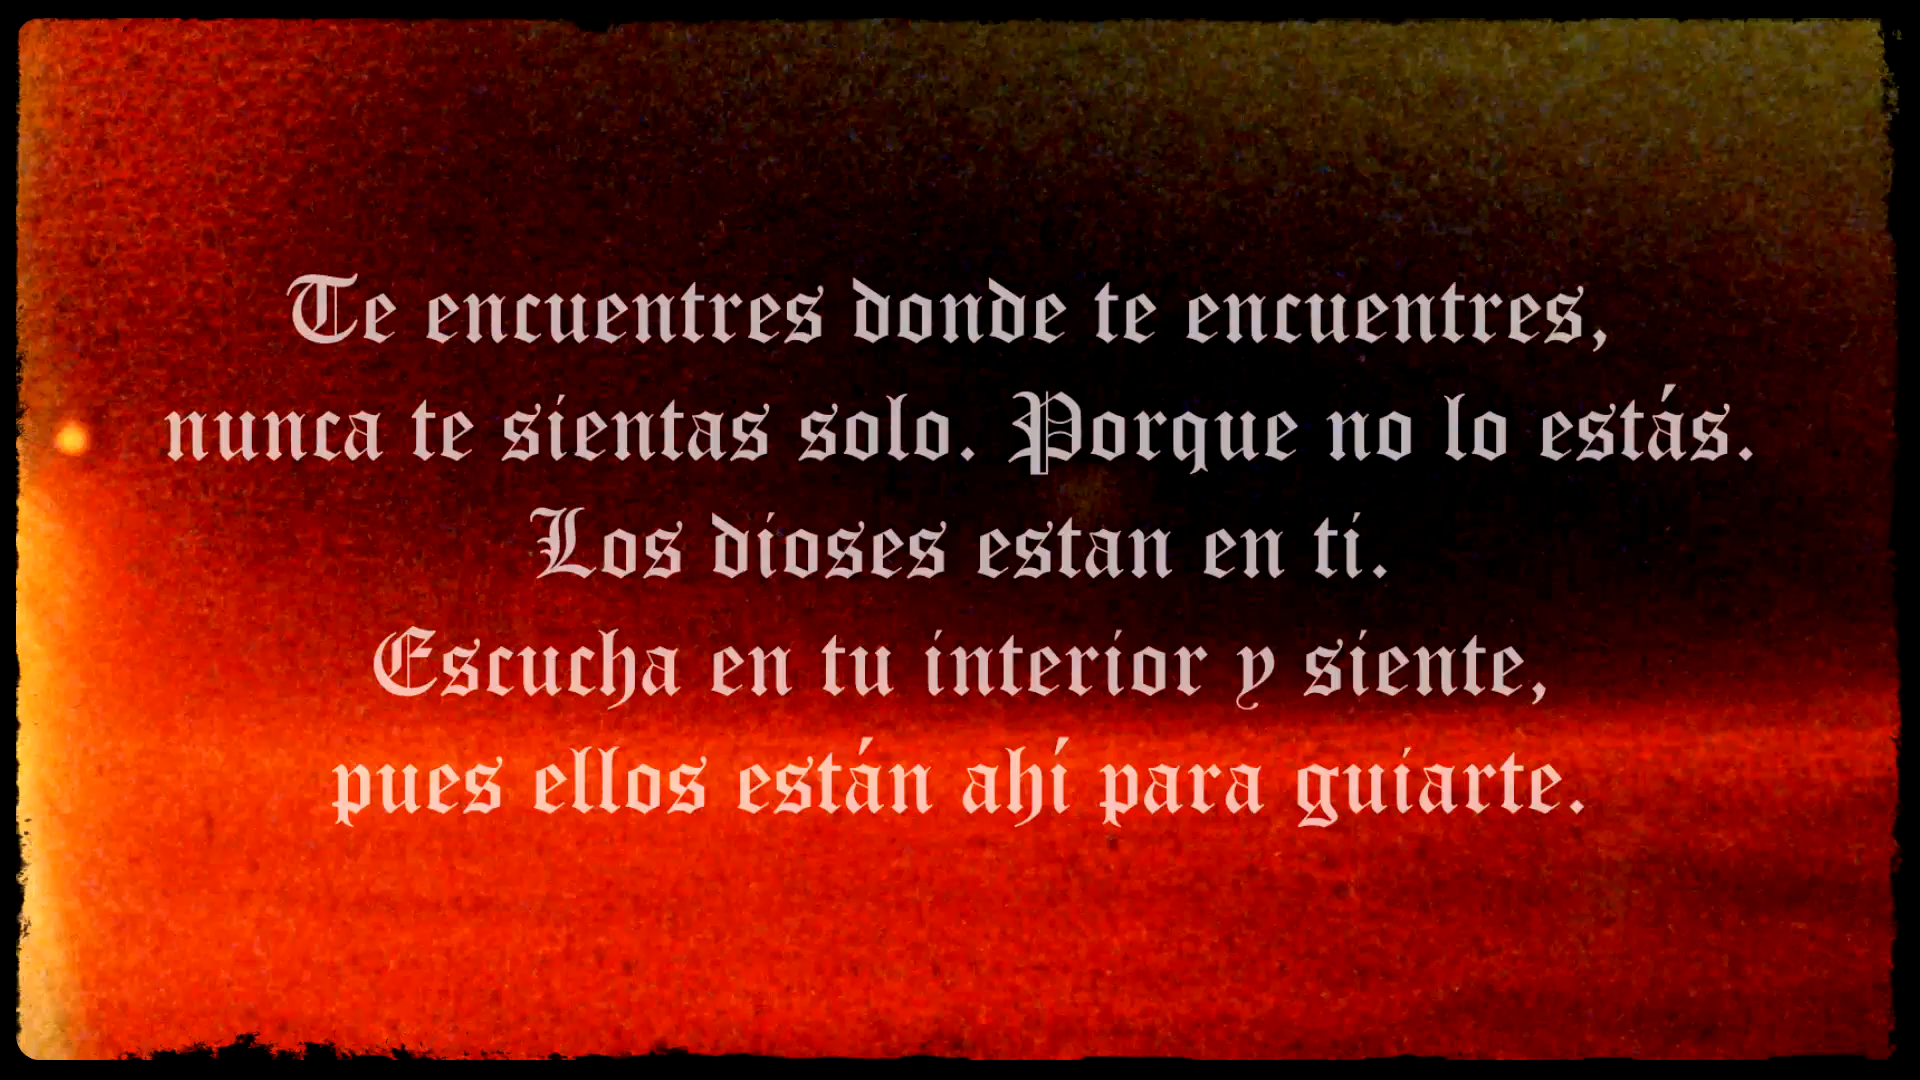 Te encuentres donde te encuentres,
nunca te sientas solo. Porque no lo estás.
Los dioses estan en ti.
Escucha en tu interior y siente,
pues ellos están ahí para guiarte.